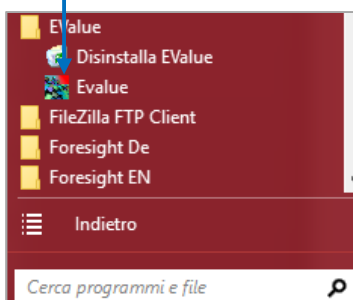 EValue
Disinstalla EValue
Evalue
FileZilla FTP Client
Foresight De
Foresight EN
Indietro
Cerca programmi e file